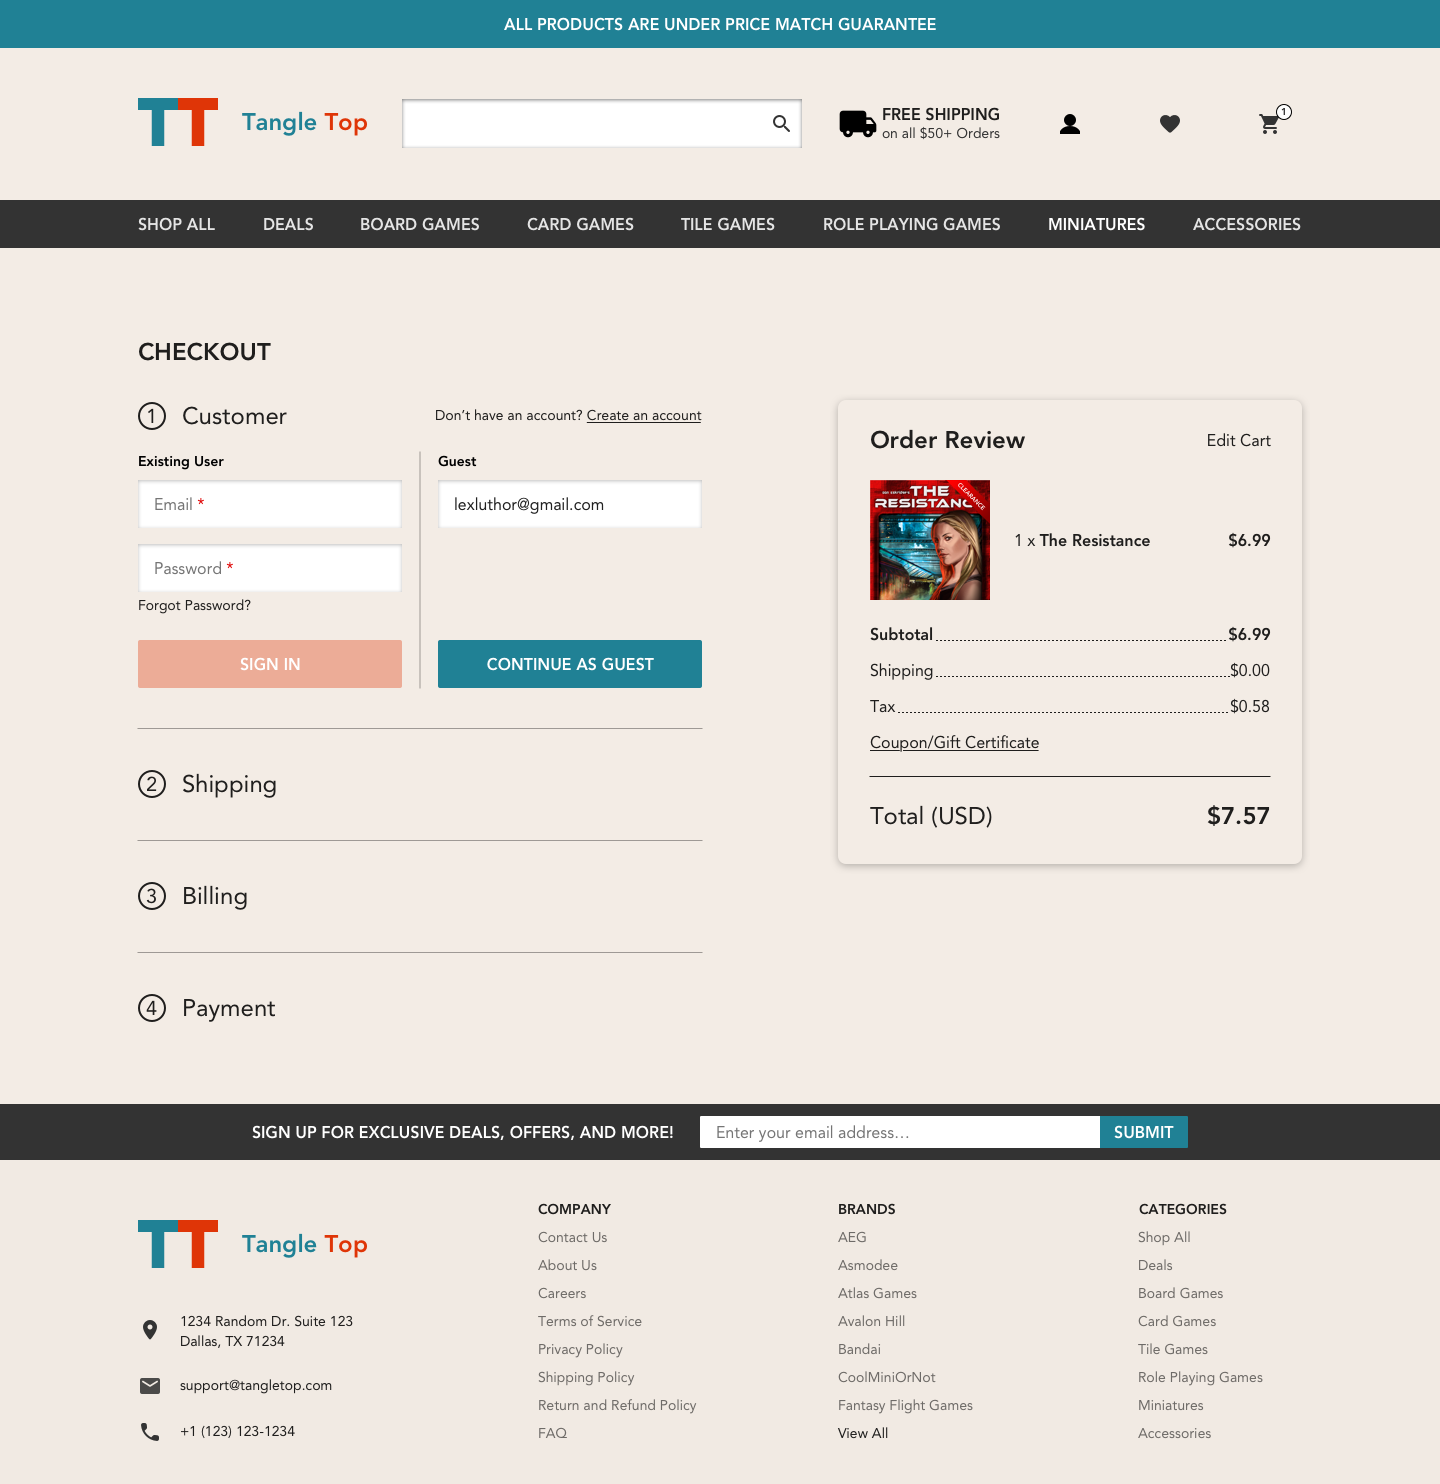 ALL PRODUCTS ARE UNDER PRICE MATCH GUARANTEE
TT
Tangle Top
FREE SHIPPING
on all $50+ Orders
1
SHOP ALL DEALS BOARD GAMES CARD GAMES TILE GAMES ROLE PLAYING GAMES MINIATURES ACCESSORIES
CHECKOUT
1 Customer
Don’t have an account? Create an account
Existing User
Email *
Password *
Forgot Password?
SIGN IN
Guest
lexluthor@gmail.com
CONTINUE AS GUEST
2 Shipping
3 Billing
4 Payment
Order Review Edit Cart
THE
RESISTANC
CLEARANCE
1 x The Resistance $6.99
Subtotal $6.99
Shipping $0.00
Tax $0.58
Coupon/Gift Certificate
Total (USD) $7.57
SIGN UP FOR EXCLUSIVE DEALS, OFFERS, AND MORE!
Enter your email address...
SUBMIT
TT
Tangle Top
1234 Random Dr. Suite 123
Dallas, TX 71234
support@tangletop.com
+1 (123) 123-1234
COMPANY
Contact Us
About Us
Careers
Terms of Service
Privacy Policy
Shipping Policy
Return and Refund Policy
FAQ
BRANDS
AEG
Asmodee
Atlas Games
Avalon Hill
Bandai
CoolMiniOrNot
Fantasy Flight Games
View All
CATEGORIES
Shop All
Deals
Board Games
Card Games
Tile Games
Role Playing Games
Miniatures
Accessories